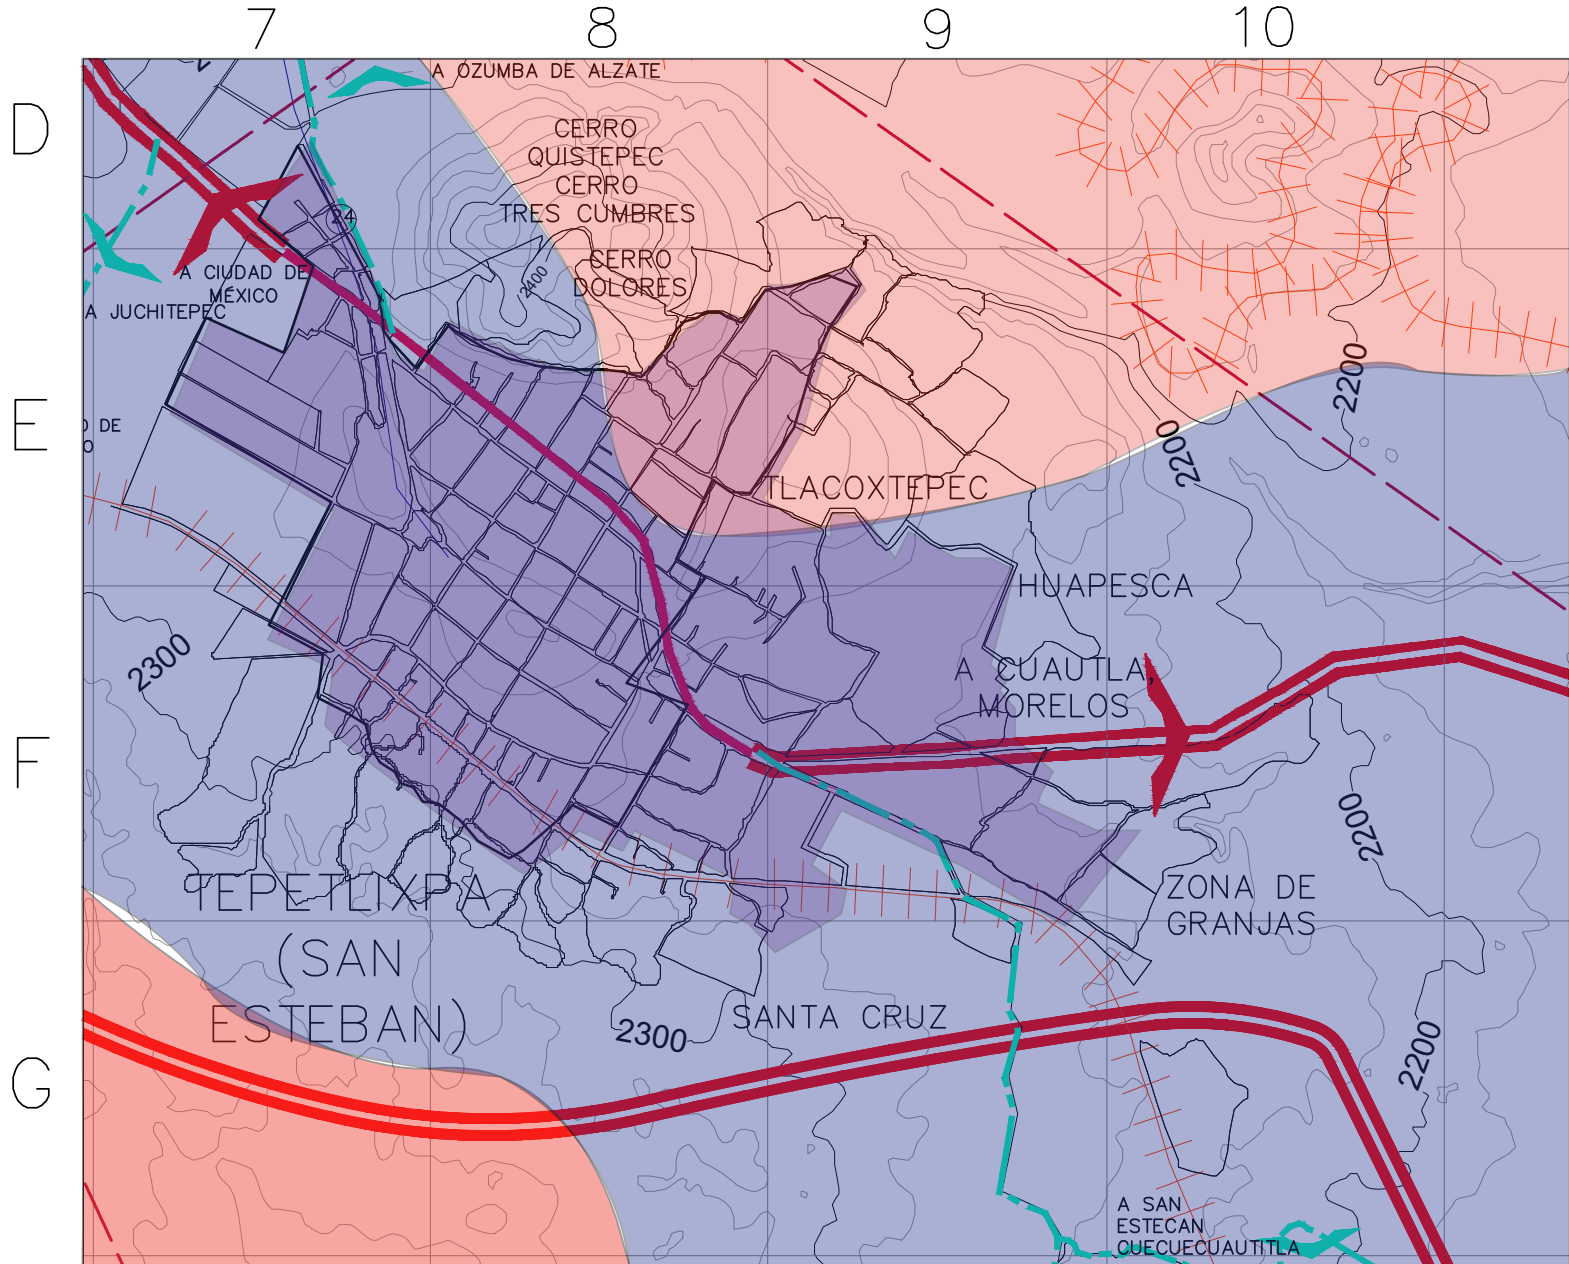 7 8 9 10
D
A OZUMBA DE ALZATE
CERRO
QUISTEPEC
CERRO
TRES CUMBRES
CERRO
DOLORES
24
2400
A CIUDAD DE
MÉXICO
A JUCHITEPEC
E
DE
2200
2200
TLACOXTEPEC
HUAPESCA
2300
A CUAUTLA,
MORELOS
F
2200
TEPETLIXPA
(SAN
ESTEBAN)
ZONA DE
GRANJAS
SANTA CRUZ
2300
2200
G
A SAN
ESTECAN
CUECUECUAUTITLA